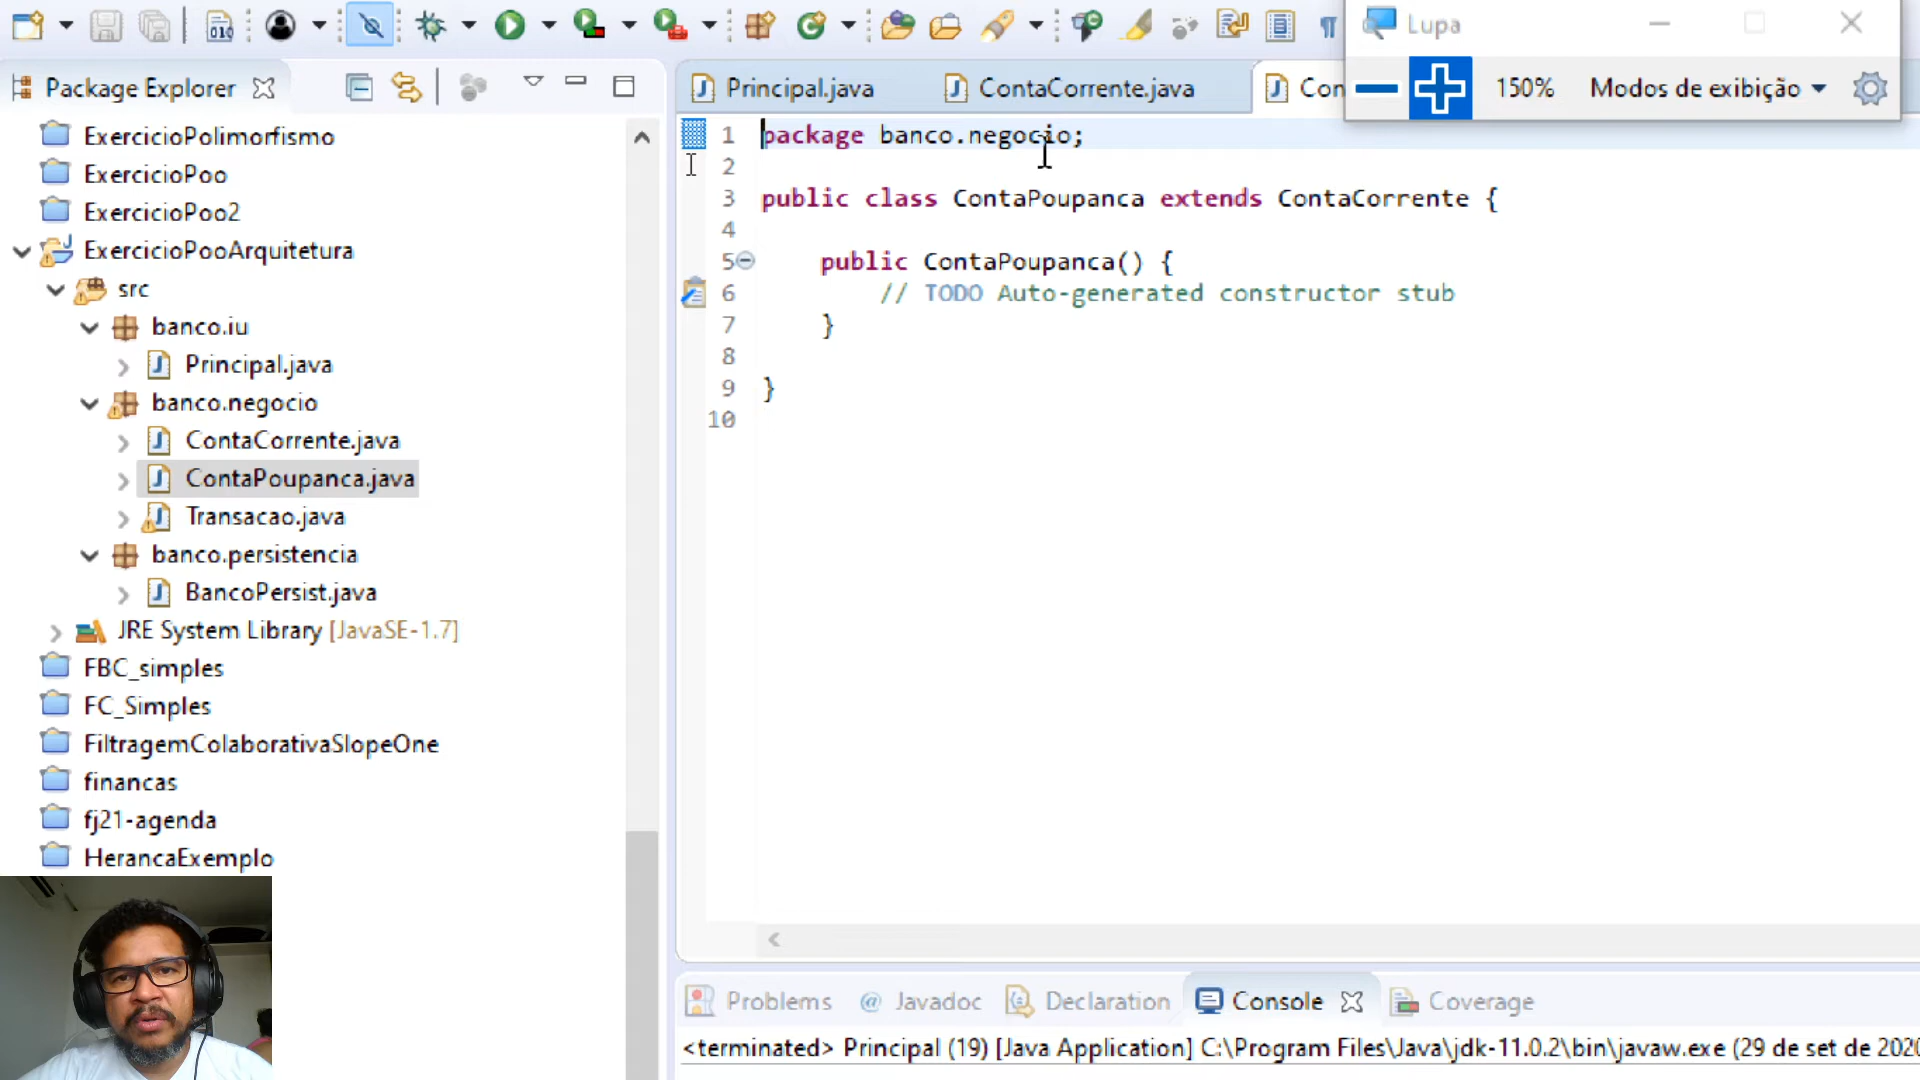 Lupa
150% Modos de exibição
Package Explorer
Principal.java
ContaCorrente.java
Con
ExercicioPolimorfismo
ExercicioPoo
ExercicioPoo2
ExercicioPooArquitetura
src
banco.iu
Principal.java
banco.negocio
ContaCorrente.java
ContaPoupanca.java
Transacao.java
banco.persistencia
BancoPersist.java
JRE System Library [JavaSE-1.7]
FBC_simples
FC_Simples
FiltragemColaborativaSlopeOne
financas
fj21-agenda
HerancaExemplo
1 package banco.negocio;
2
3 public class ContaPoupanca extends ContaCorrente {
4
5 public ContaPoupanca() {
6 // TODO Auto-generated constructor stub
7 }
8
9 }
10
Problems @ Javadoc Declaration Console Coverage
<terminated> Principal (19) [Java Application] C:\Program Files\Java\jdk-11.0.2\bin\javaw.exe (29 de set de 2020